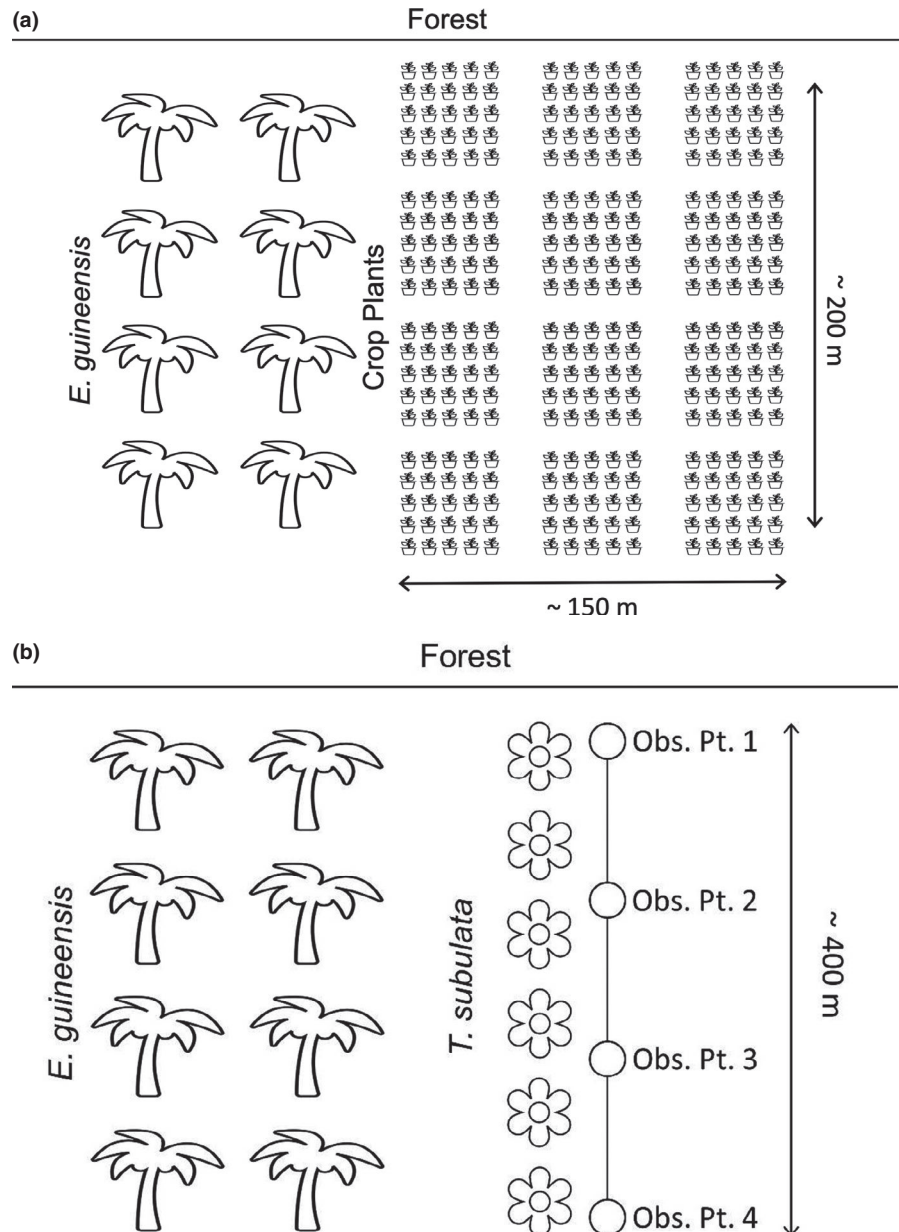 (a)
Forest
E. guineensis
Crop Plants
~ 200 m
~ 150 m
(b)
Forest
E. guineensis
T. subulata
Obs. Pt. 1
Obs. Pt. 2
Obs. Pt. 3
Obs. Pt. 4
~ 400 m